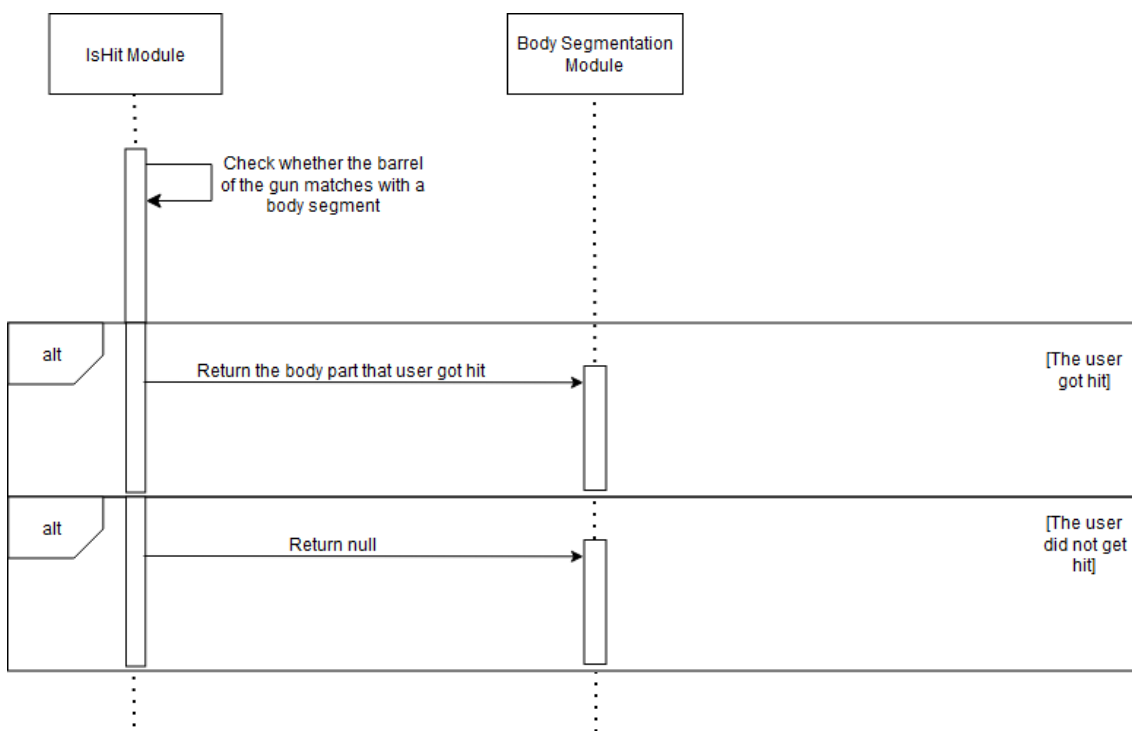 IsHit Module
Body Segmentation
Module
Check whether the barrel
of the gun matches with a
body segment
alt
Return the body part that user got hit
[The user
got hit]
alt
Return null
[The user
did not get
hit]